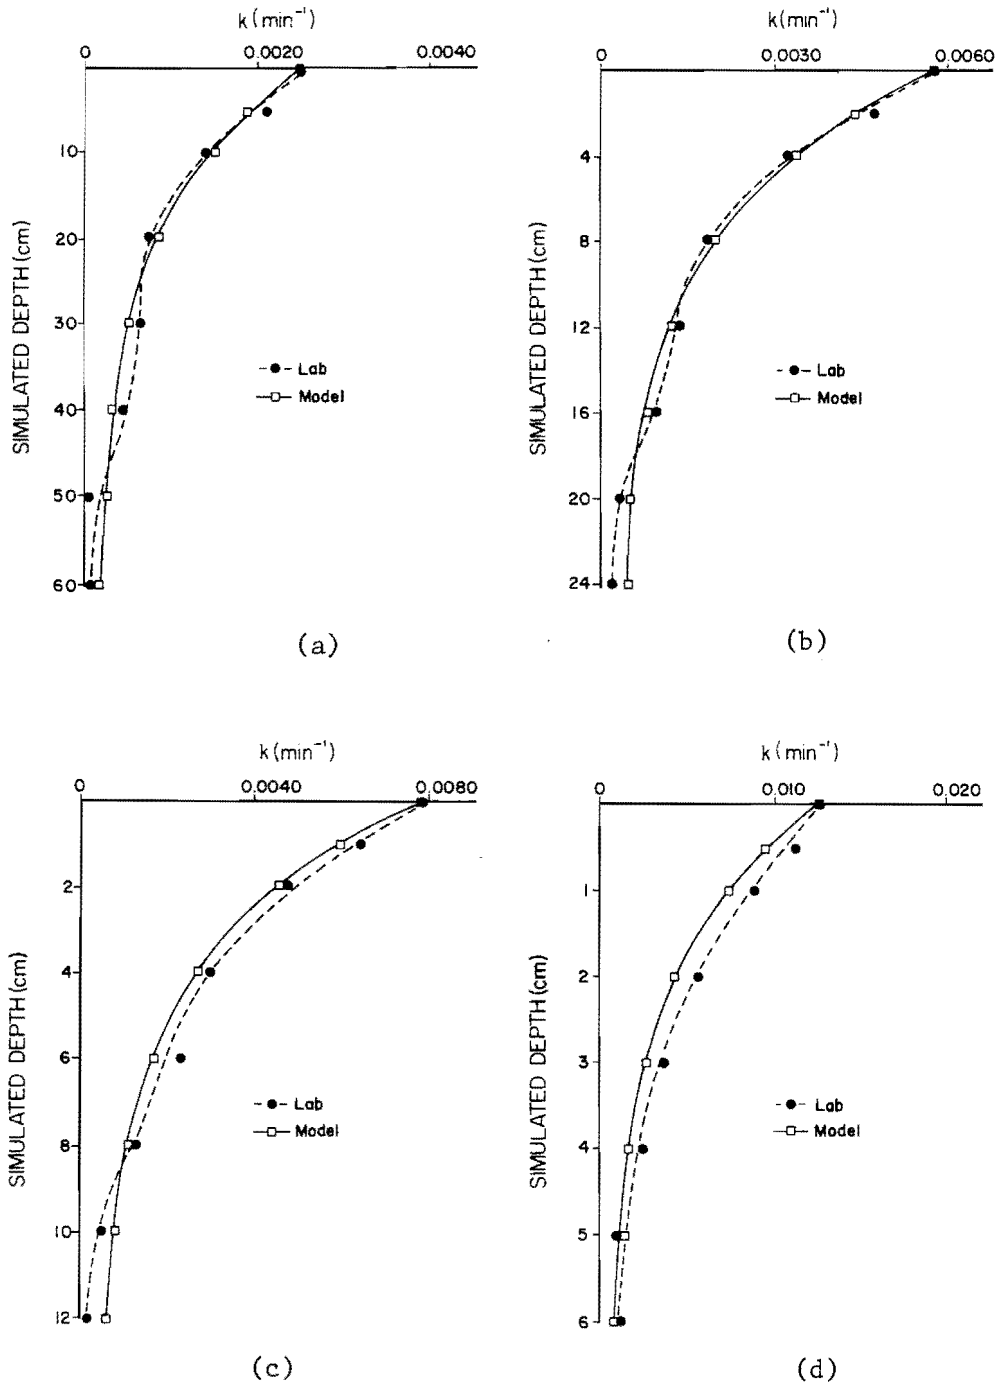 k (min⁻¹)
0 0.0020 0.0040
10
20
30
40
50
60
SIMULATED DEPTH (cm)
Lab
Model
(a)
k (min⁻¹)
0 0.0030 0.0060
4
8
12
16
20
24
SIMULATED DEPTH (cm)
Lab
Model
(b)
k (min⁻¹)
0 0.0040 0.0080
2
4
6
8
10
12
SIMULATED DEPTH (cm)
Lab
Model
(c)
k (min⁻¹)
0 0.010 0.020
1
2
3
4
5
6
SIMULATED DEPTH (cm)
Lab
Model
(d)